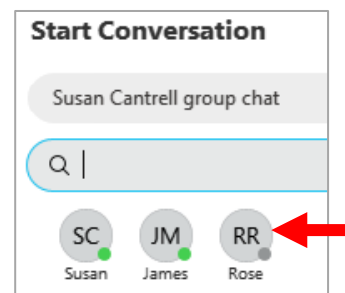 Start Conversation
Susan Cantrell group chat
SC JM RR
Susan James Rose